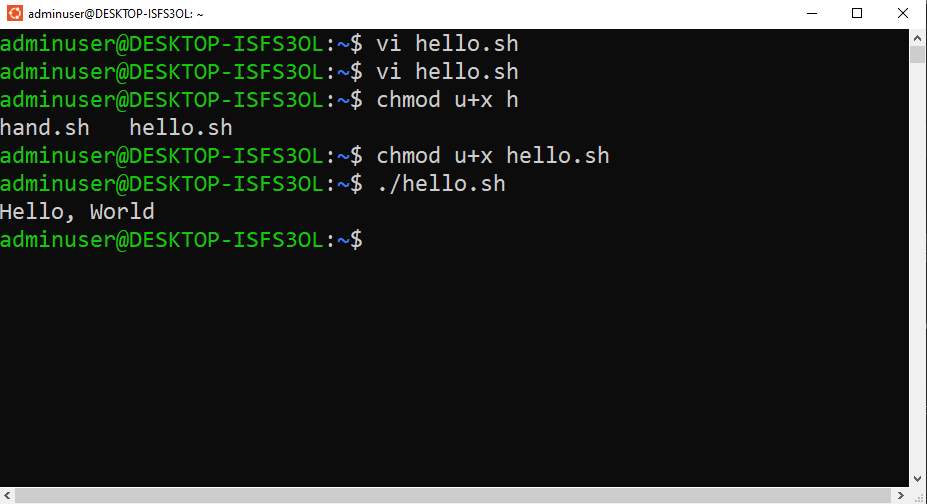 adminuser@DESKTOP-ISFS3OL: ~
adminuser@DESKTOP-ISFS3OL:~$ vi hello.sh
adminuser@DESKTOP-ISFS3OL:~$ vi hello.sh
adminuser@DESKTOP-ISFS3OL:~$ chmod u+x h
hand.sh   hello.sh
adminuser@DESKTOP-ISFS3OL:~$ chmod u+x hello.sh
adminuser@DESKTOP-ISFS3OL:~$ ./hello.sh
Hello, World
adminuser@DESKTOP-ISFS3OL:~$